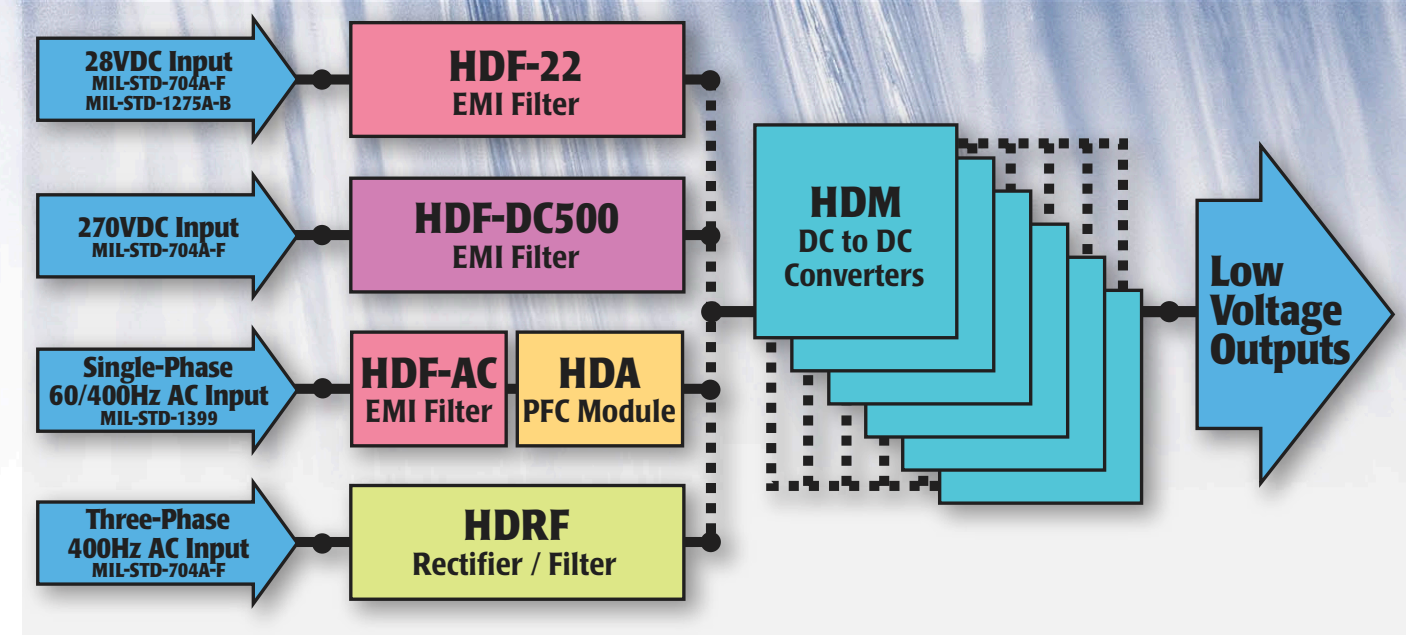 28VDC Input
MIL-STD-704A-F
MIL-STD-1275A-B
HDF-22
EMI Filter
270VDC Input
MIL-STD-704A-F
HDF-DC500
EMI Filter
Single-Phase
60/400Hz AC Input
MIL-STD-1399
HDF-AC
EMI Filter
HDA
PFC Module
Three-Phase
400Hz AC Input
MIL-STD-704A-F
HDRF
Rectifier / Filter
HDM
DC to DC
Converters
Low
Voltage
Outputs